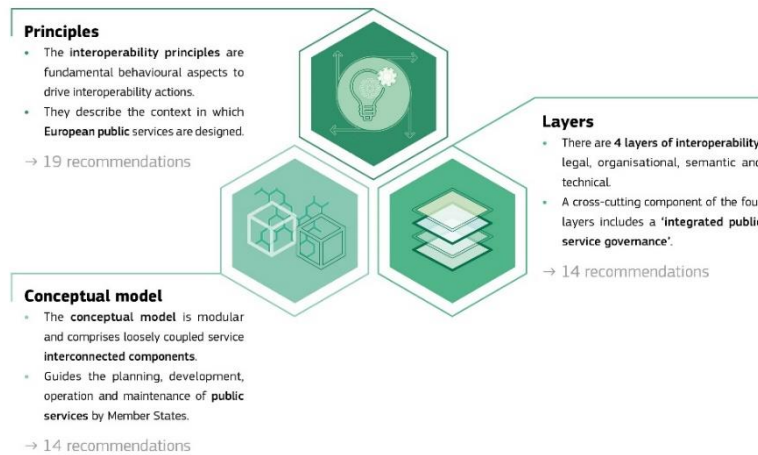 Principles
• The interoperability principles are
fundamental behavioural aspects to
drive interoperability actions.
• They describe the context in which
European public services are designed.
→ 19 recommendations
Layers
• There are 4 layers of interoperability
legal, organisational, semantic and
technical.
• A cross-cutting component of the four
layers includes a 'integrated public
service governance'.
→ 14 recommendations
Conceptual model
• The conceptual model is modular
and comprises loosely coupled service
interconnected components.
• Guides the planning, development,
operation and maintenance of public
services by Member States.
→ 14 recommendations